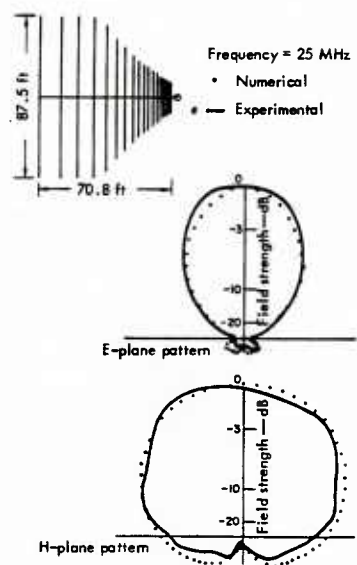 Frequency = 25 MHz
• Numerical
— Experimental
87.5 ft
70.8 ft
0
-3
-10
-20
Field strength — dB
E-plane pattern
0
-3
-10
-20
Field strength — dB
H-plane pattern